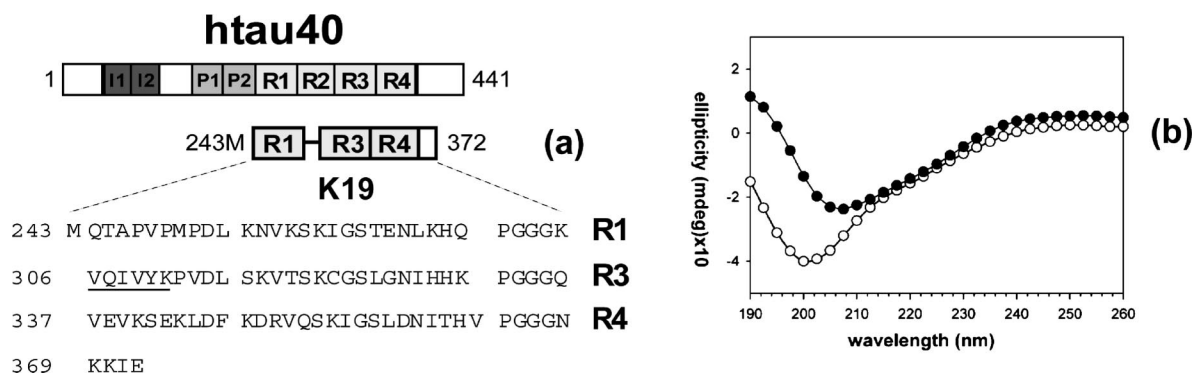 htau40
1 I1 I2 P1 P2 R1 R2 R3 R4 441
243M R1 R3 R4 372 (a)
K19
243 MQTAPVPMPDL KNVKSKIGSTENLKHQ PGGGK R1
306 VQIVYKPVDL SKVTSKCGSLGNIHHK PGGGQ R3
337 VEVKSEKLDF KDRVQSKIGSLDNITHV PGGGN R4
369 KKIE
(b)
ellipticity (mdeg)x10
2
0
-2
-4
190 200 210 220 230 240 250 260
wavelength (nm)